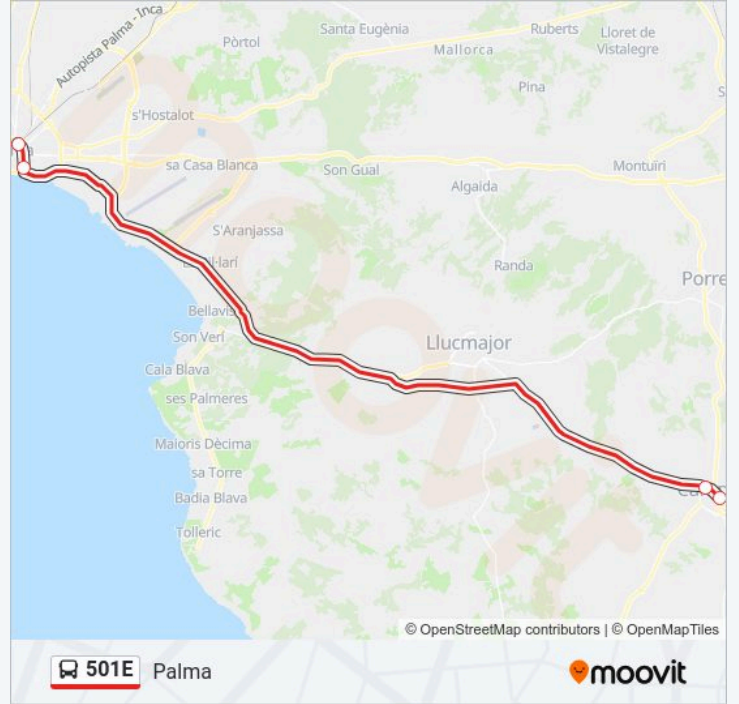 Santa Eugènia
Ruberts
Lloret de
Vistalegre
Pòrtol
Mallorca
Autopista Palma - Inca
Pina
s'Hostalot
sa Casa Blanca
Son Gual
Montuïri
Algaida
S'Aranjassa
Randa
Porre
Bellavis
Son Verí
Llucmajor
Cala Blava
ses Palmeres
Maioris Dècima
sa Torre
Badia Blava
Tolleric
© OpenStreetMap contributors | © OpenMapTiles
501E Palma
moovit